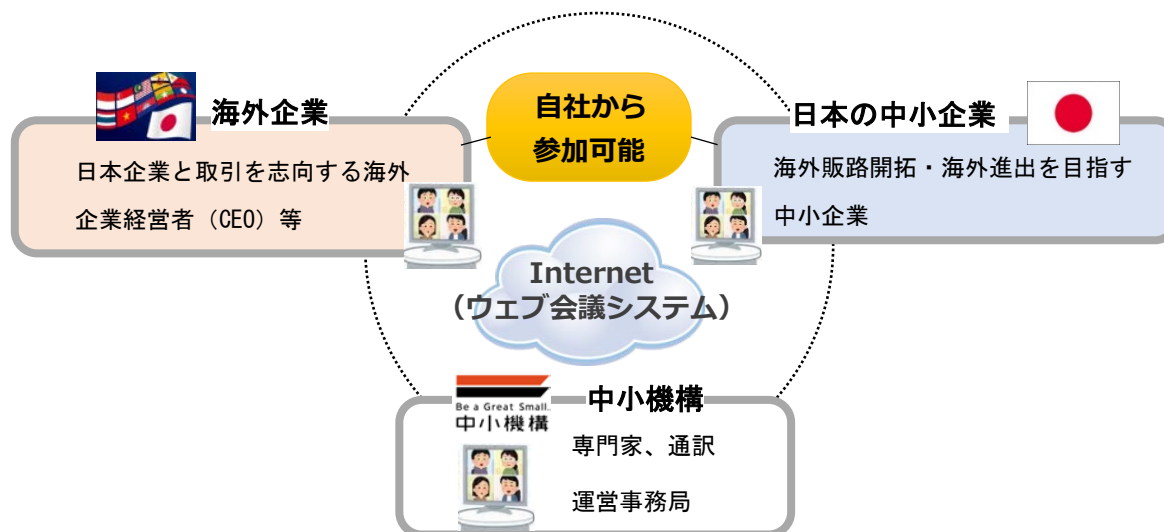 海外企業
日本企業と取引を志向する海外
企業経営者（CEO）等
自社から
参加可能
日本の中小企業
海外販路開拓・海外進出を目指す
中小企業
Internet
（ウェブ会議システム）
Be a Great Small.
中小機構
中小機構
専門家、通訳
運営事務局